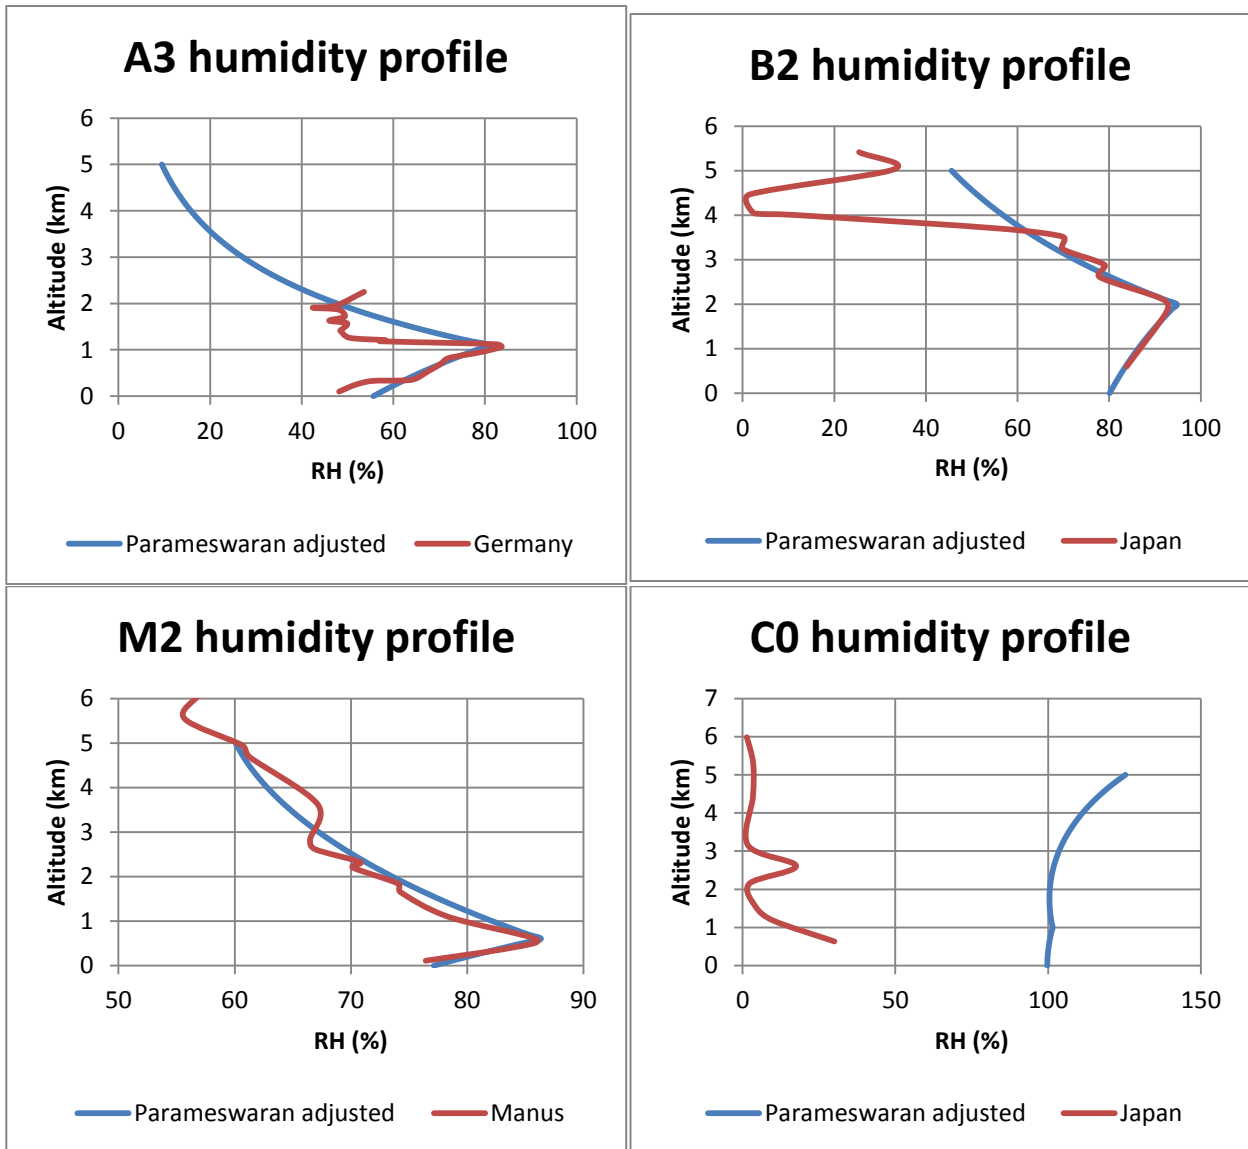 A3 humidity profile
6
5
4
3
2
1
0
Altitude (km)
0 20 40 60 80 100
RH (%)
Parameswaran adjusted Germany
B2 humidity profile
6
5
4
3
2
1
0
Altitude (km)
0 20 40 60 80 100
RH (%)
Parameswaran adjusted Japan
M2 humidity profile
6
5
4
3
2
1
0
Altitude (km)
50 60 70 80 90
RH (%)
Parameswaran adjusted Manus
C0 humidity profile
7
6
5
4
3
2
1
0
Altitude (km)
0 50 100 150
RH (%)
Parameswaran adjusted Japan